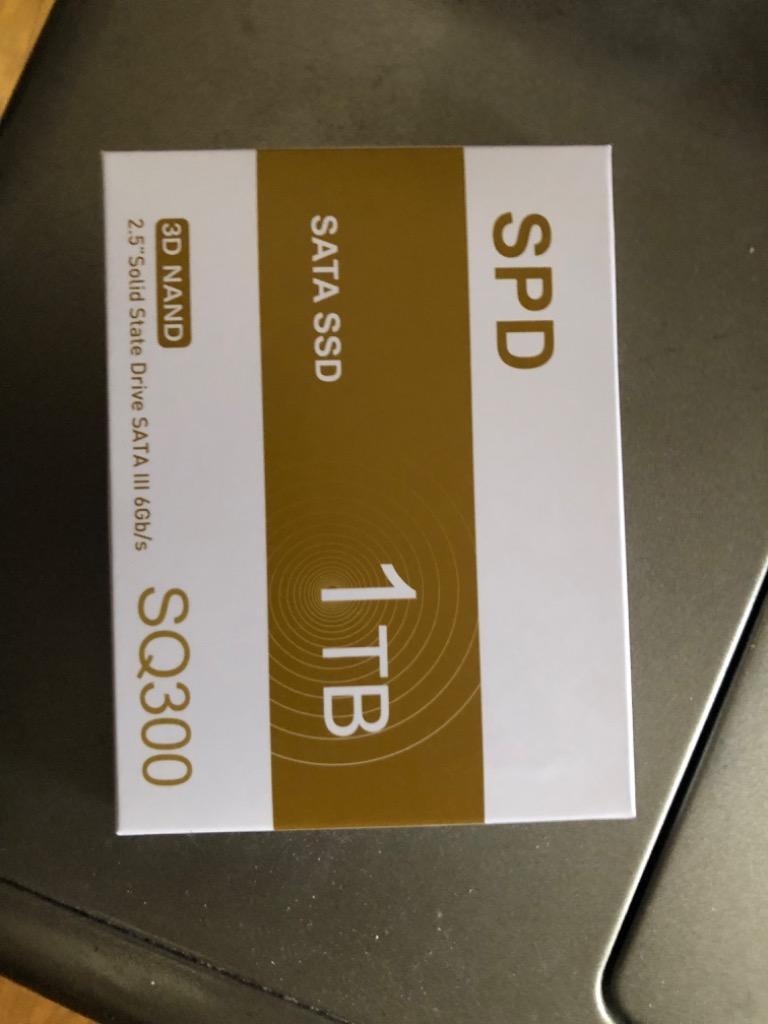 SPD
SATA SSD
1TB
3D NAND
2.5"Solid State Drive SATA III 6Gb/s
SQ300